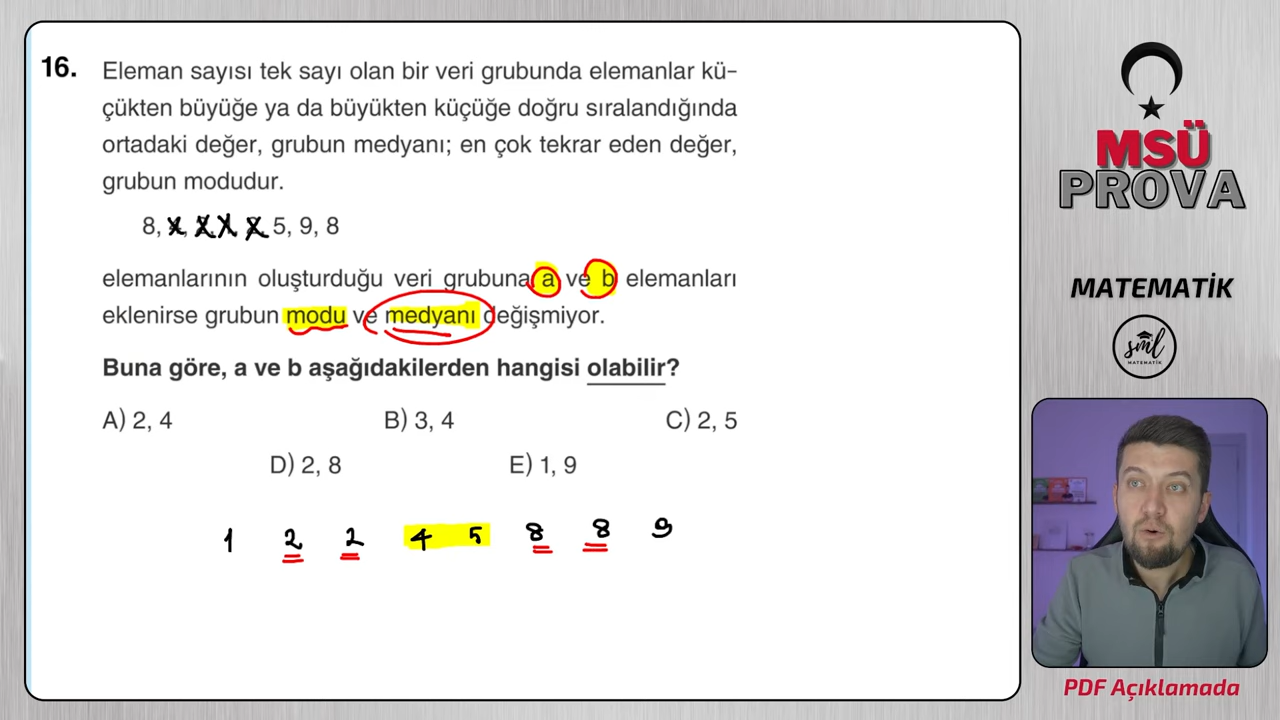 16. Eleman sayısı tek sayı olan bir veri grubunda elemanlar kü-
çükten büyüğe ya da büyükten küçüğe doğru sıralandığında
ortadaki değer, grubun medyanı; en çok tekrar eden değer,
grubun modudur.
8, 5, 9, 8
elemanlarının oluşturduğu veri grubuna a ve b elemanları
eklenirse grubun modu ve medyanı değişmiyor.
Buna göre, a ve b aşağıdakilerden hangisi olabilir?
A) 2, 4 B) 3, 4 C) 2, 5
D) 2, 8 E) 1, 9
1 2 2 4 5 8 8 9
MSÜ
PROVA
MATEMATİK
sml
MATEMATİK
PDF Açıklamada